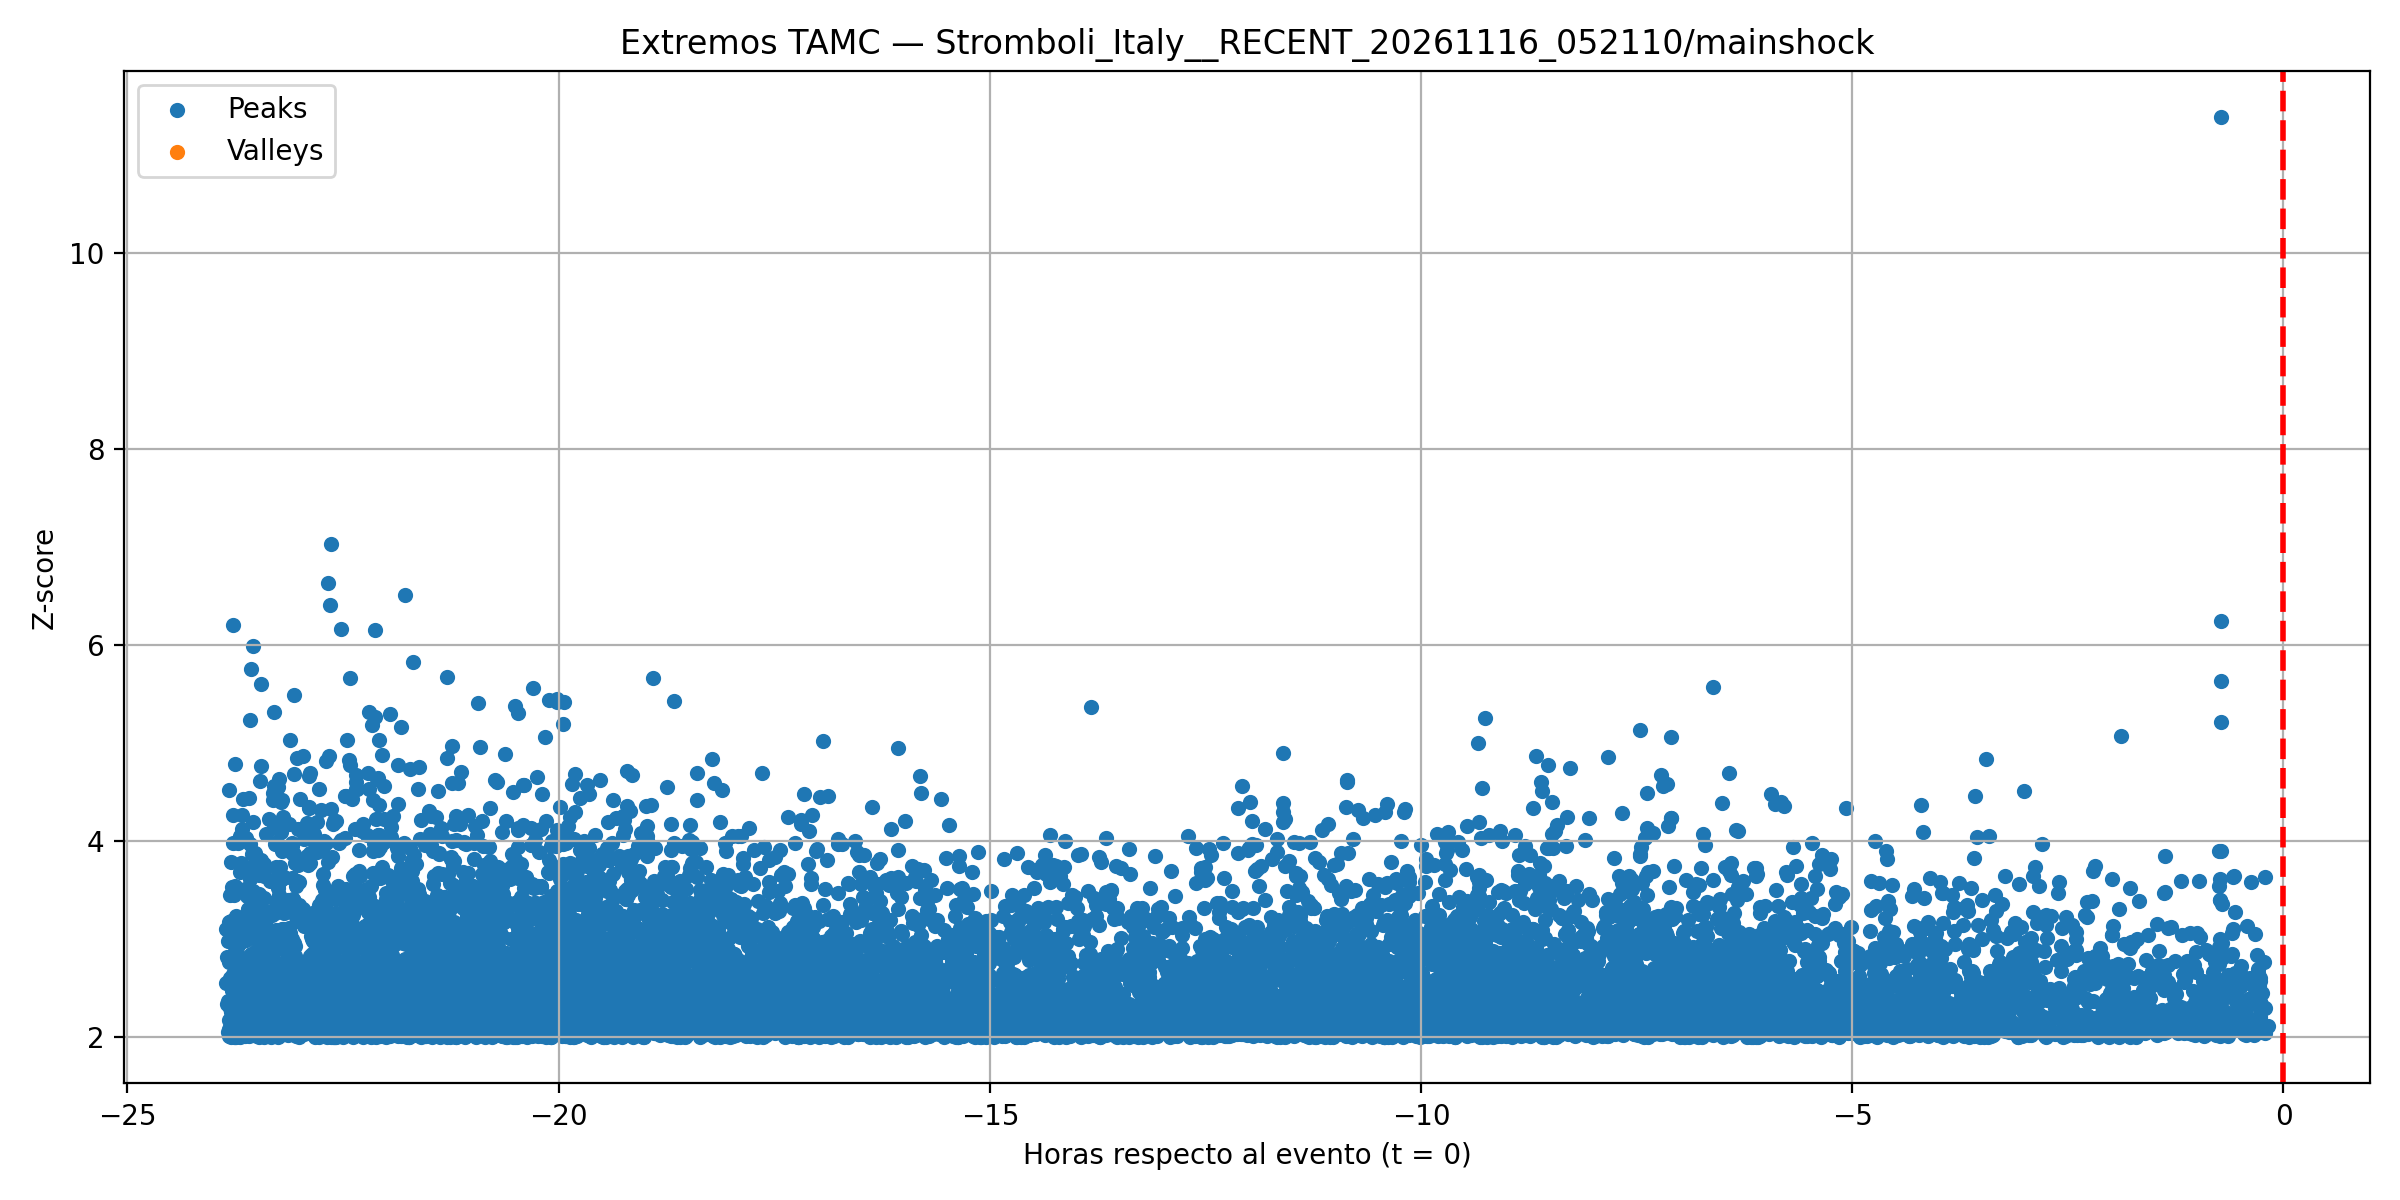 Extremos TAMC — Stromboli_Italy__RECENT_20261116_052110/mainshock
Peaks
Valleys
Z-score
10
8
6
4
2
−25
−20
−15
−10
−5
0
Horas respecto al evento (t = 0)